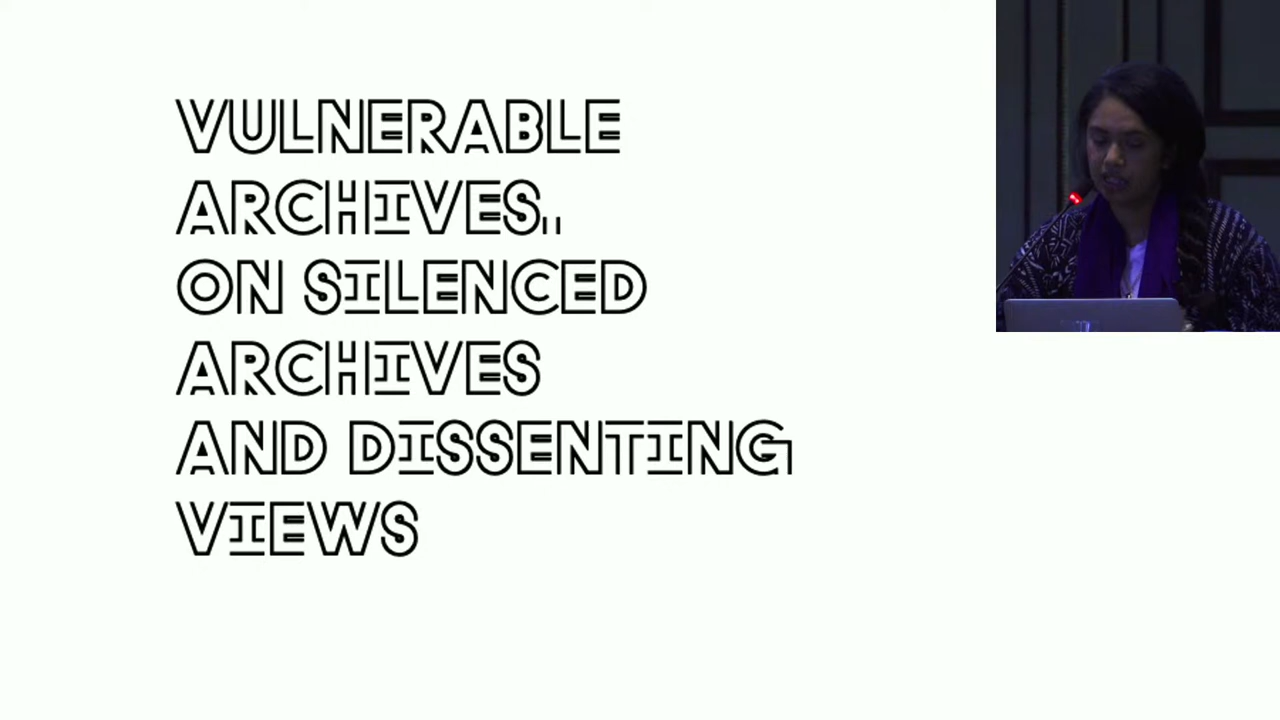 VULNERABLE
ARCHIVES..
ON SILENCED
ARCHIVES
AND DISSENTING
VIEWS